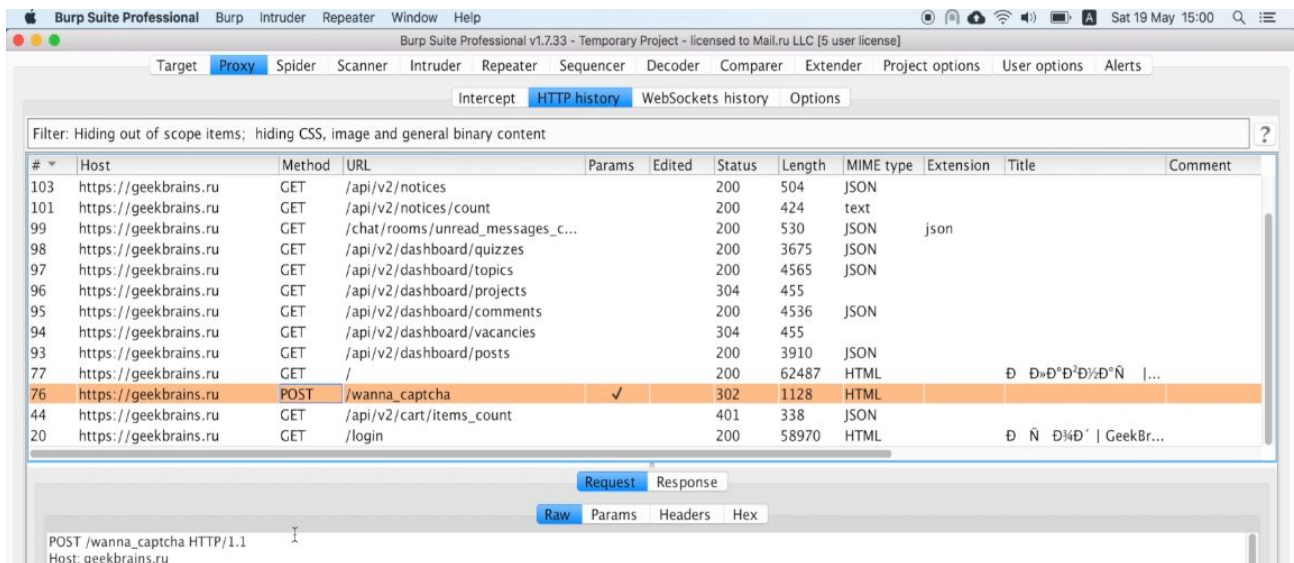 Burp Suite Professional Burp Intruder Repeater Window Help A Sat 19 May 15:00
Burp Suite Professional v1.7.33 - Temporary Project - licensed to Mail.ru LLC [5 user license]
Target Proxy Spider Scanner Intruder Repeater Sequencer Decoder Comparer Extender Project options User options Alerts
Intercept HTTP history WebSockets history Options
Filter: Hiding out of scope items; hiding CSS, image and general binary content ?
# Host Method URL Params Edited Status Length MIME type Extension Title Comment
103 https://geekbrains.ru GET /api/v2/notices 200 504 JSON
101 https://geekbrains.ru GET /api/v2/notices/count 200 424 text
99 https://geekbrains.ru GET /chat/rooms/unread_messages_c... 200 530 JSON json
98 https://geekbrains.ru GET /api/v2/dashboard/quizzes 200 3675 JSON
97 https://geekbrains.ru GET /api/v2/dashboard/topics 200 4565 JSON
96 https://geekbrains.ru GET /api/v2/dashboard/projects 304 455
95 https://geekbrains.ru GET /api/v2/dashboard/comments 200 4536 JSON
94 https://geekbrains.ru GET /api/v2/dashboard/vacancies 304 455
93 https://geekbrains.ru GET /api/v2/dashboard/posts 200 3910 JSON
77 https://geekbrains.ru GET / 200 62487 HTML Ð Ð»Ð°Ð²Ð½Ð°Ñ |...
76 https://geekbrains.ru POST /wanna_captcha ✓ 302 1128 HTML
44 https://geekbrains.ru GET /api/v2/cart/items_count 401 338 JSON
20 https://geekbrains.ru GET /login 200 58970 HTML Ð Ñ Ð¾Ð´ | GeekBr...
Request Response
Raw Params Headers Hex
POST /wanna_captcha HTTP/1.1
Host: geekbrains.ru